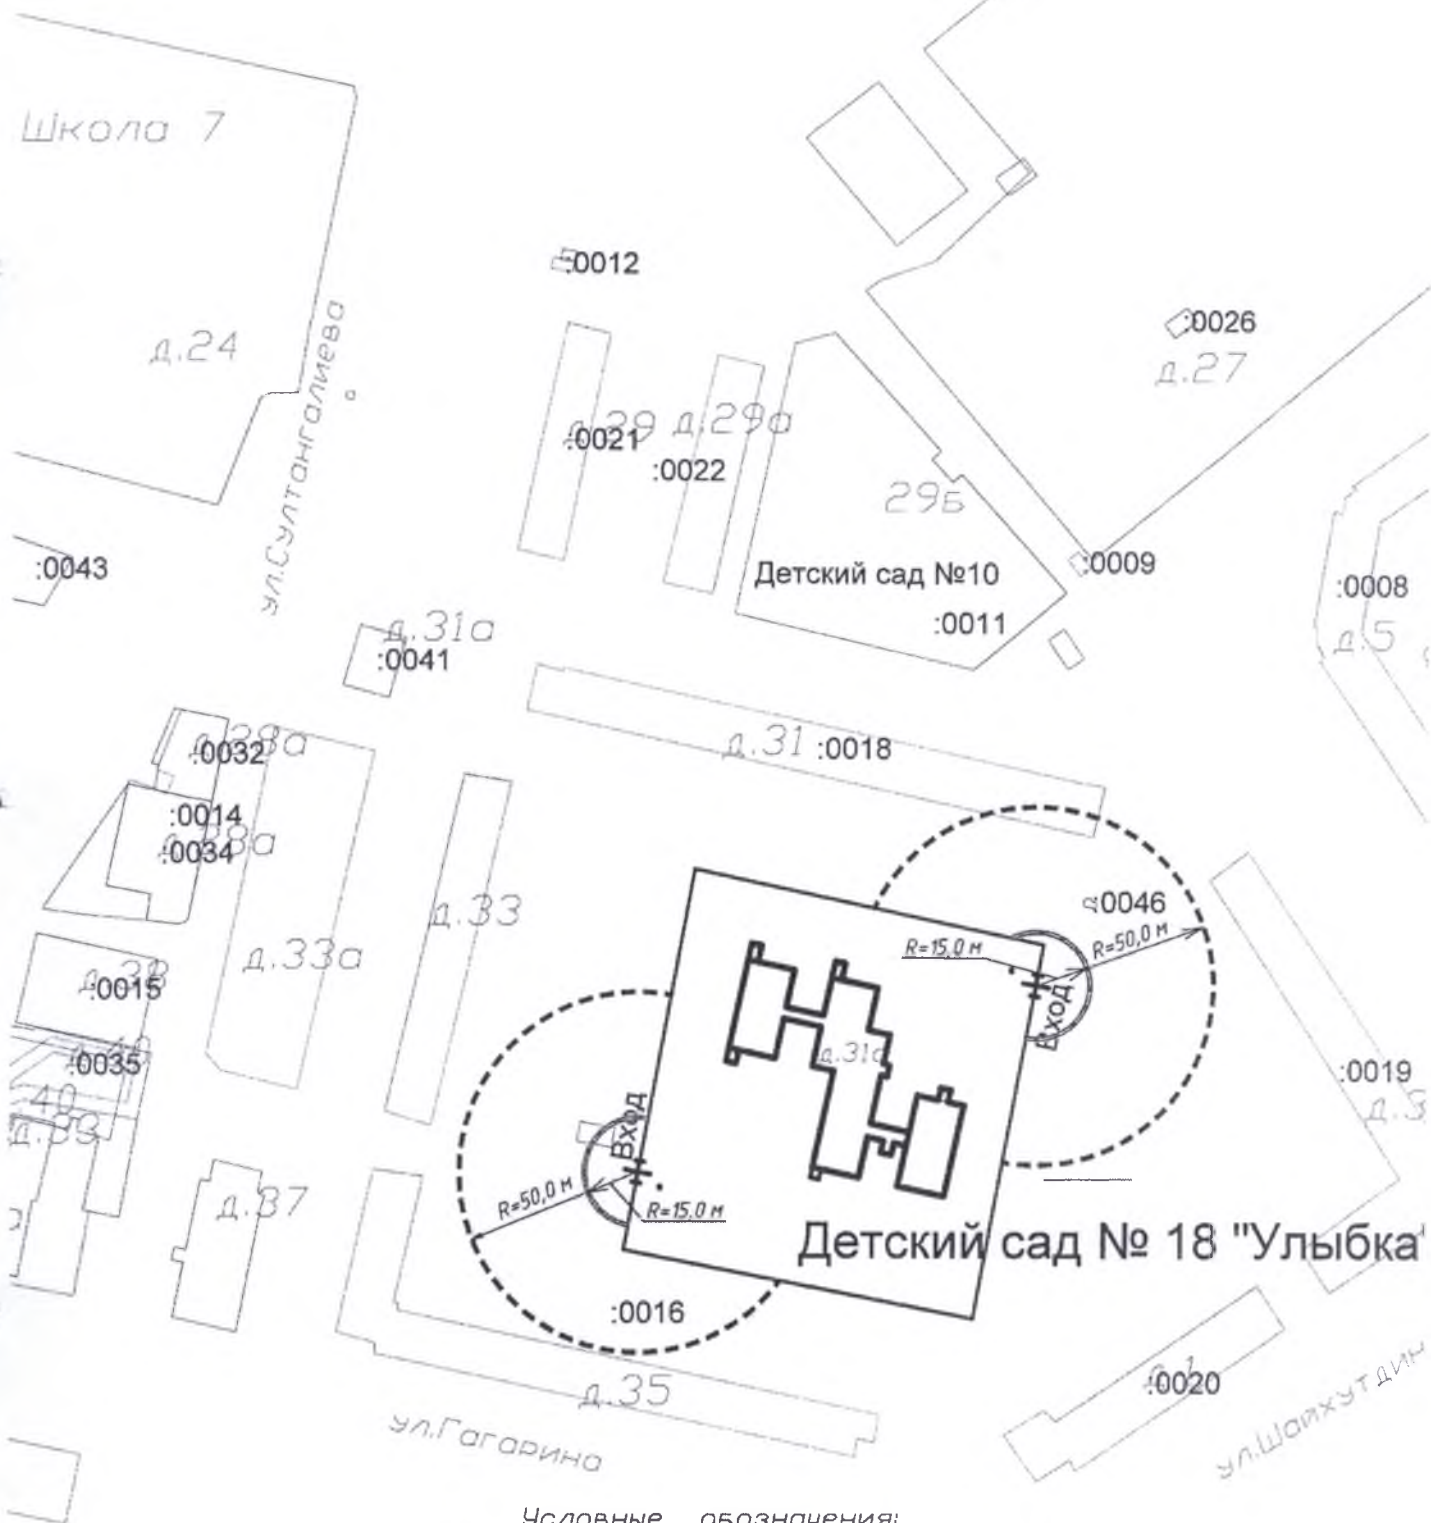 Школа 7
:0012
:0026
д.27
д.24
ул.Султангалиева
:0021
д.29а
:0022
29Б
Детский сад №10
:0011
:0009
:0008
д.5
:0043
д.31а
:0041
д.31 :0018
:0032
:0014
:0034
д.33
д.33а
:0015
:0035
40
д.37
:0046
R=15,0 м
R=50,0 м
Вход
д.31а
Вход
R=50,0 м
R=15,0 м
:0019
Детский сад № 18 "Улыбка"
:0016
д.35
:0020
ул.Гагарина
Условные обозначения: